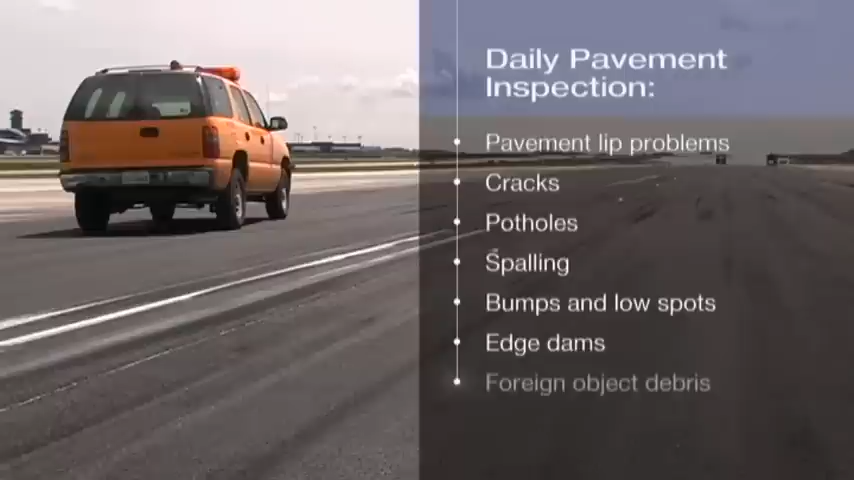 Daily Pavement
Inspection:
Pavement lip problems
Cracks
Potholes
Spalling
Bumps and low spots
Edge dams
Foreign object debris